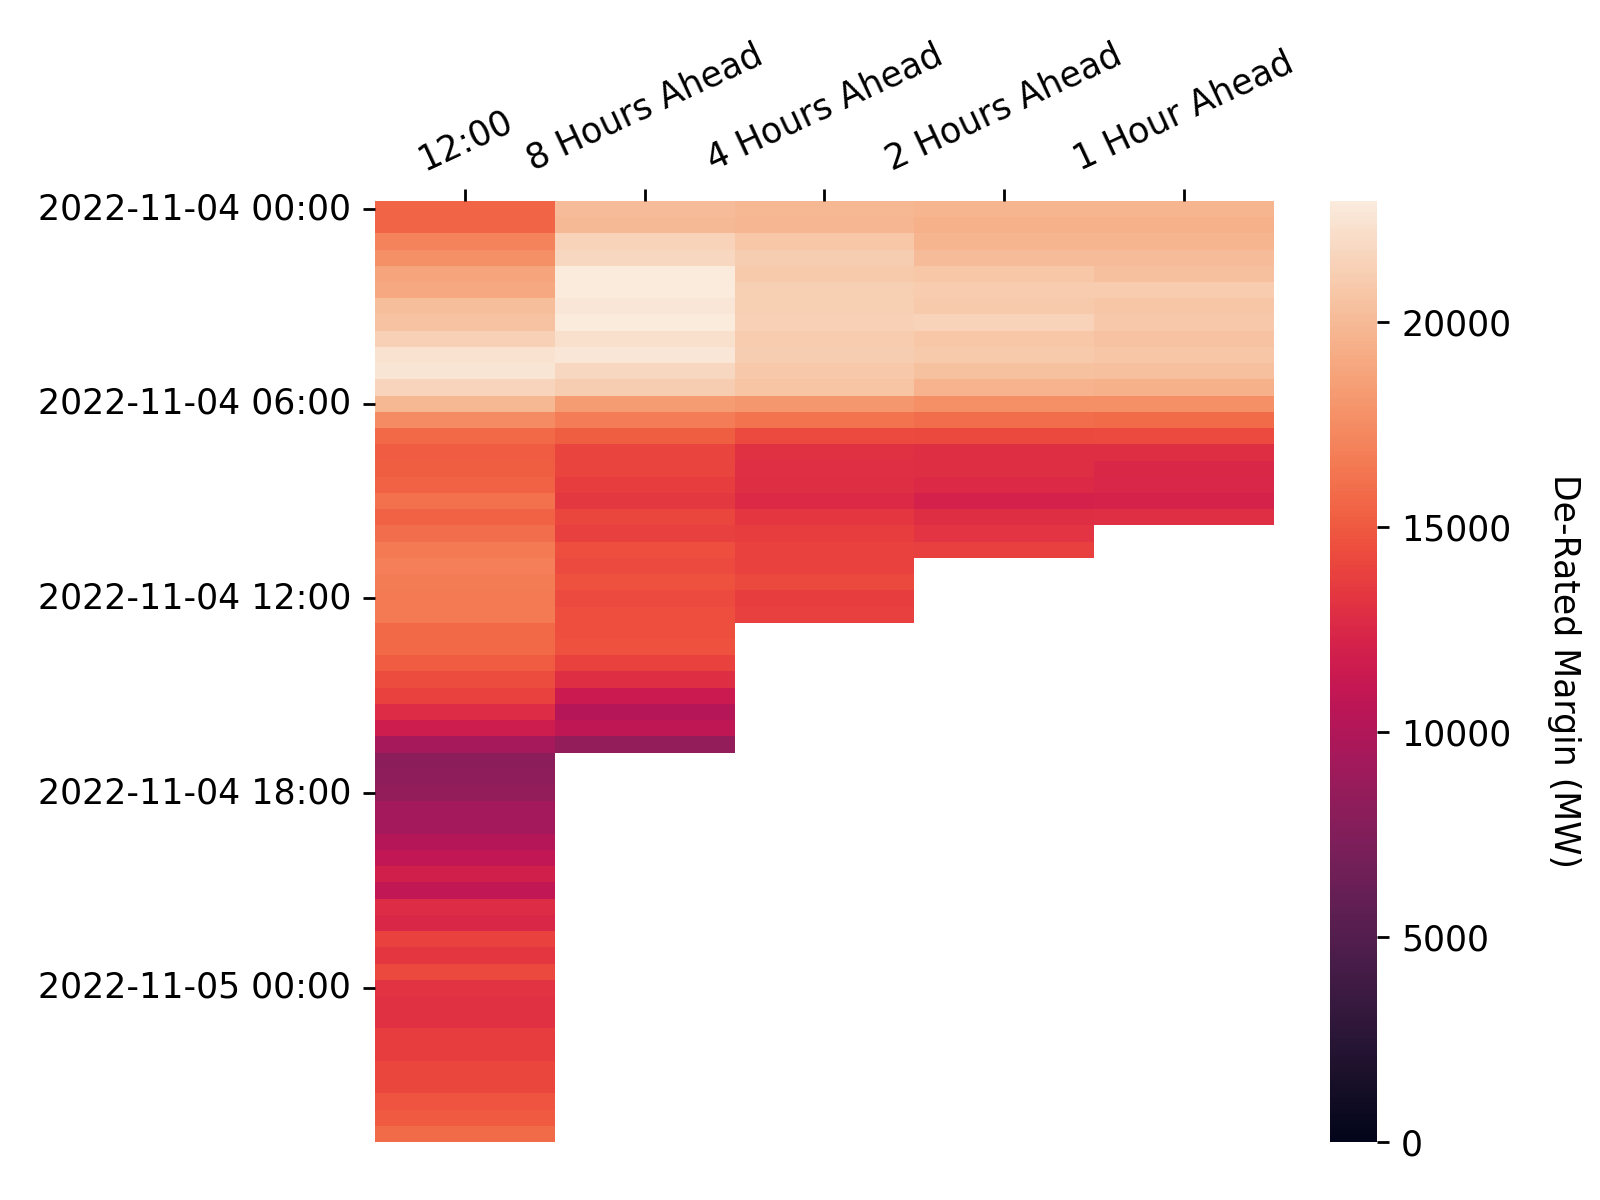 12:00
8 Hours Ahead
4 Hours Ahead
2 Hours Ahead
1 Hour Ahead
2022-11-04 00:00
2022-11-04 06:00
2022-11-04 12:00
2022-11-04 18:00
2022-11-05 00:00
20000
15000
10000
5000
0
De-Rated Margin (MW)